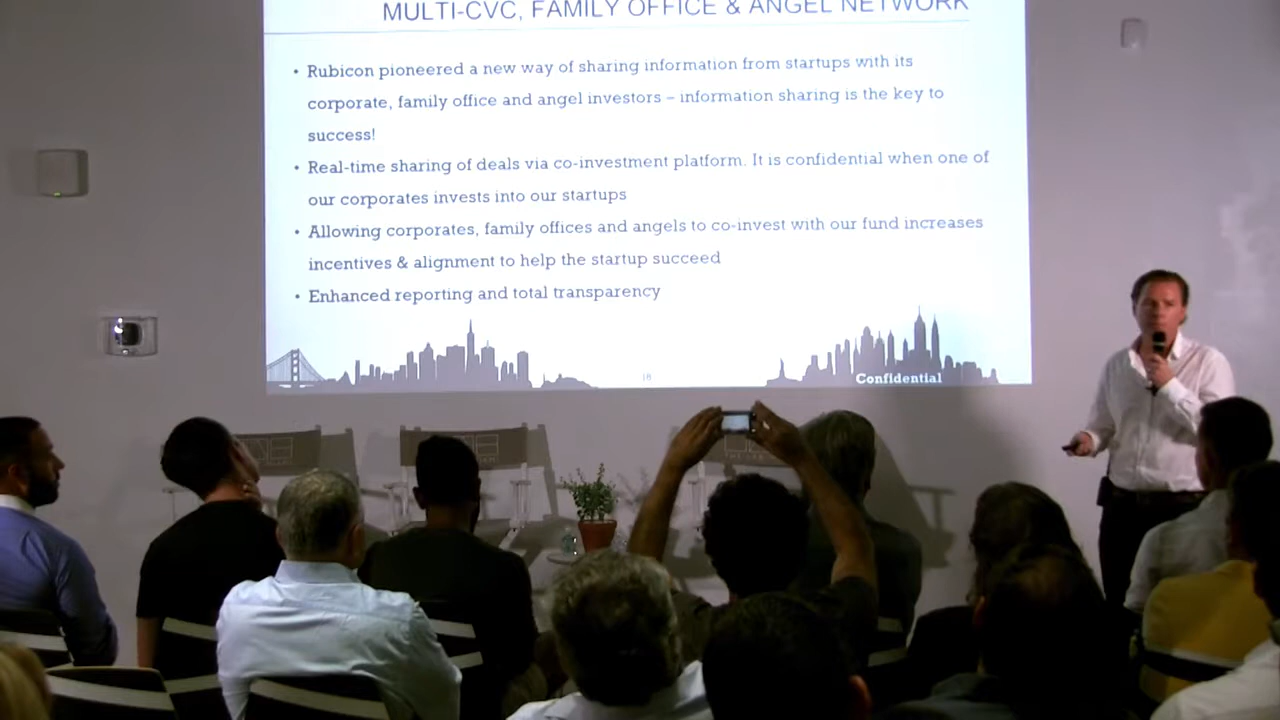 MULTI-CVC, FAMILY OFFICE & ANGEL NETWORK
• Rubicon pioneered a new way of sharing information from startups with its
corporate, family office and angel investors – information sharing is the key to
success!
• Real-time sharing of deals via co-investment platform. It is confidential when one of
our corporates invests into our startups
• Allowing corporates, family offices and angels to co-invest with our fund increases
incentives & alignment to help the startup succeed
• Enhanced reporting and total transparency
18
Confidential